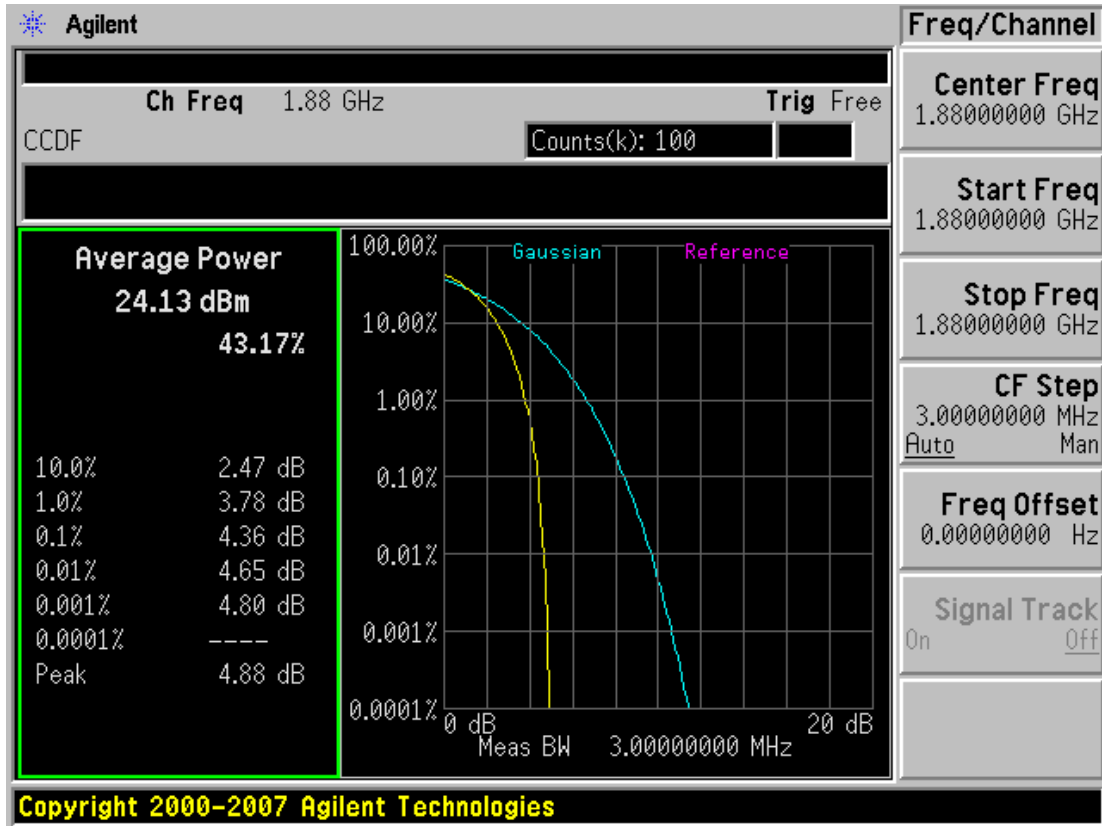 Agilent
Ch Freq 1.88 GHz Trig Free
CCDF Counts(k): 100
Average Power
24.13 dBm
43.17%
10.0% 2.47 dB
1.0% 3.78 dB
0.1% 4.36 dB
0.01% 4.65 dB
0.001% 4.80 dB
0.0001% ----
Peak 4.88 dB
Gaussian Reference
100.00%
10.00%
1.00%
0.10%
0.01%
0.001%
0.0001%
0 dB 20 dB
Meas BW 3.00000000 MHz
Freq/Channel
Center Freq
1.88000000 GHz
Start Freq
1.88000000 GHz
Stop Freq
1.88000000 GHz
CF Step
3.00000000 MHz
Auto Man
Freq Offset
0.00000000 Hz
Signal Track
On Off
Copyright 2000-2007 Agilent Technologies